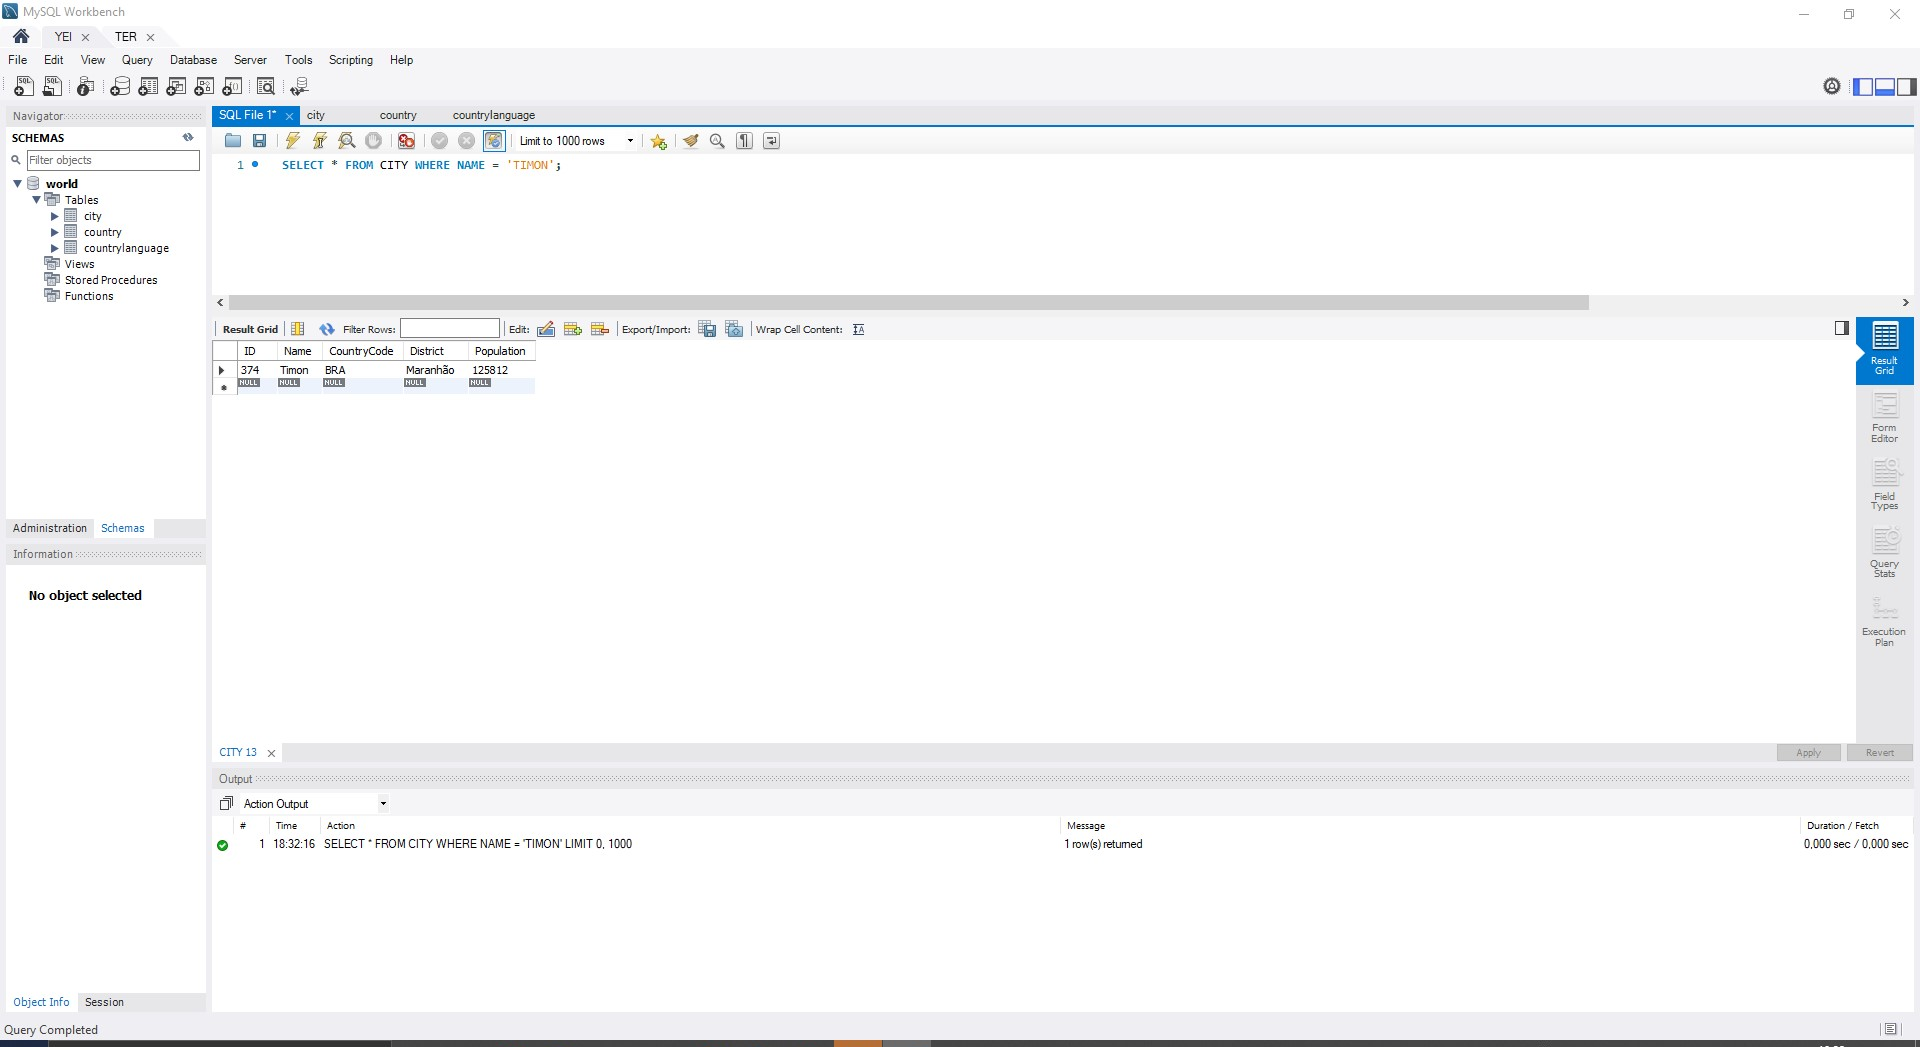 MySQL Workbench
YEI
TER
File Edit View Query Database Server Tools Scripting Help
Navigator
SCHEMAS
Filter objects
world
Tables
city
country
countrylanguage
Views
Stored Procedures
Functions
Administration Schemas
Information
No object selected
Object Info Session
SQL File 1* city country countrylanguage
Limit to 1000 rows
1 SELECT * FROM CITY WHERE NAME = 'TIMON';
Result Grid Filter Rows: Edit: Export/Import: Wrap Cell Content:
ID Name CountryCode District Population
374 Timon BRA Maranhão 125812
NULL NULL NULL NULL NULL
Result
Grid
Form
Editor
Field
Types
Query
Stats
Execution
Plan
CITY 13
Apply Revert
Output
Action Output
# Time Action Message Duration / Fetch
1 18:32:16 SELECT * FROM CITY WHERE NAME = 'TIMON' LIMIT 0, 1000 1 row(s) returned 0,000 sec / 0,000 sec
Query Completed